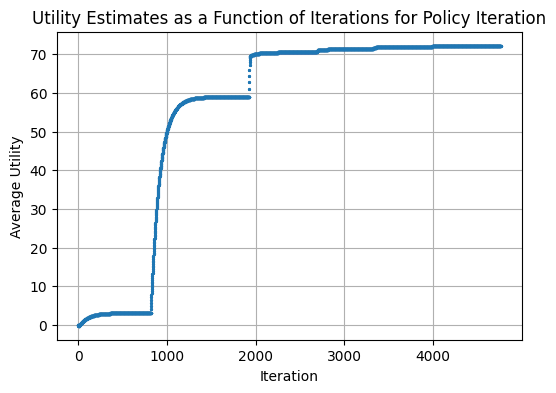 Utility Estimates as a Function of Iterations for Policy Iteration
70
60
50
40
30
20
10
0
Average Utility
0 1000 2000 3000 4000
Iteration